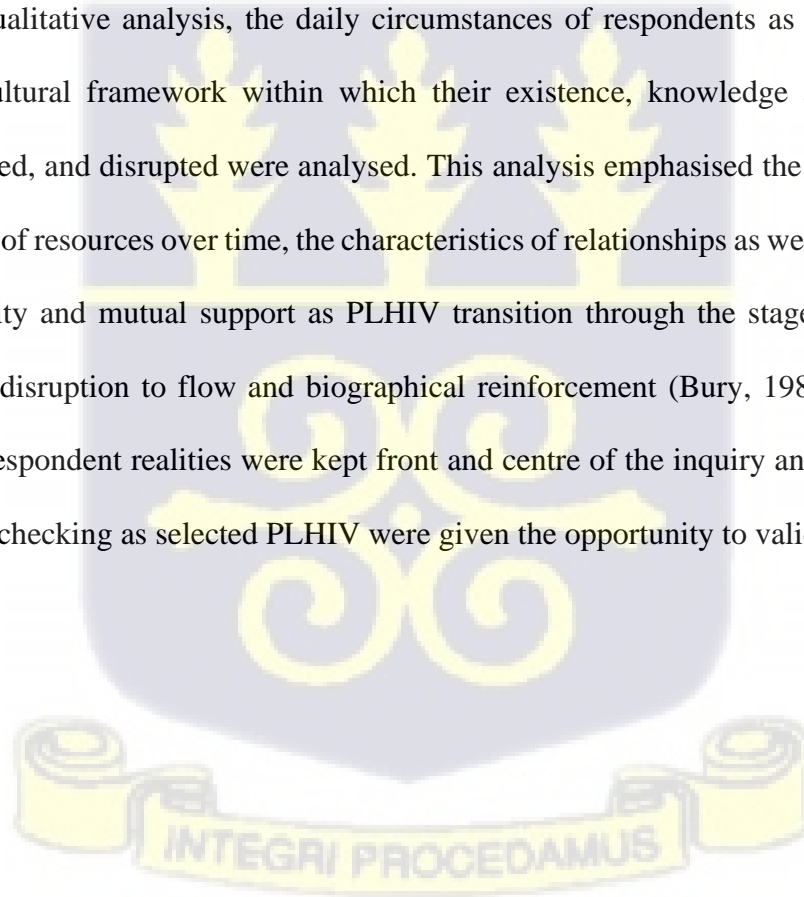 ualitative analysis, the daily circumstances of respondents as
ultural framework within which their existence, knowledge
ed, and disrupted were analysed. This analysis emphasised the
of resources over time, the characteristics of relationships as we
ity and mutual support as PLHIV transition through the stage
disruption to flow and biographical reinforcement (Bury, 198
espondent realities were kept front and centre of the inquiry an
checking as selected PLHIV were given the opportunity to vali
INTEGRI PROCEDAMUS